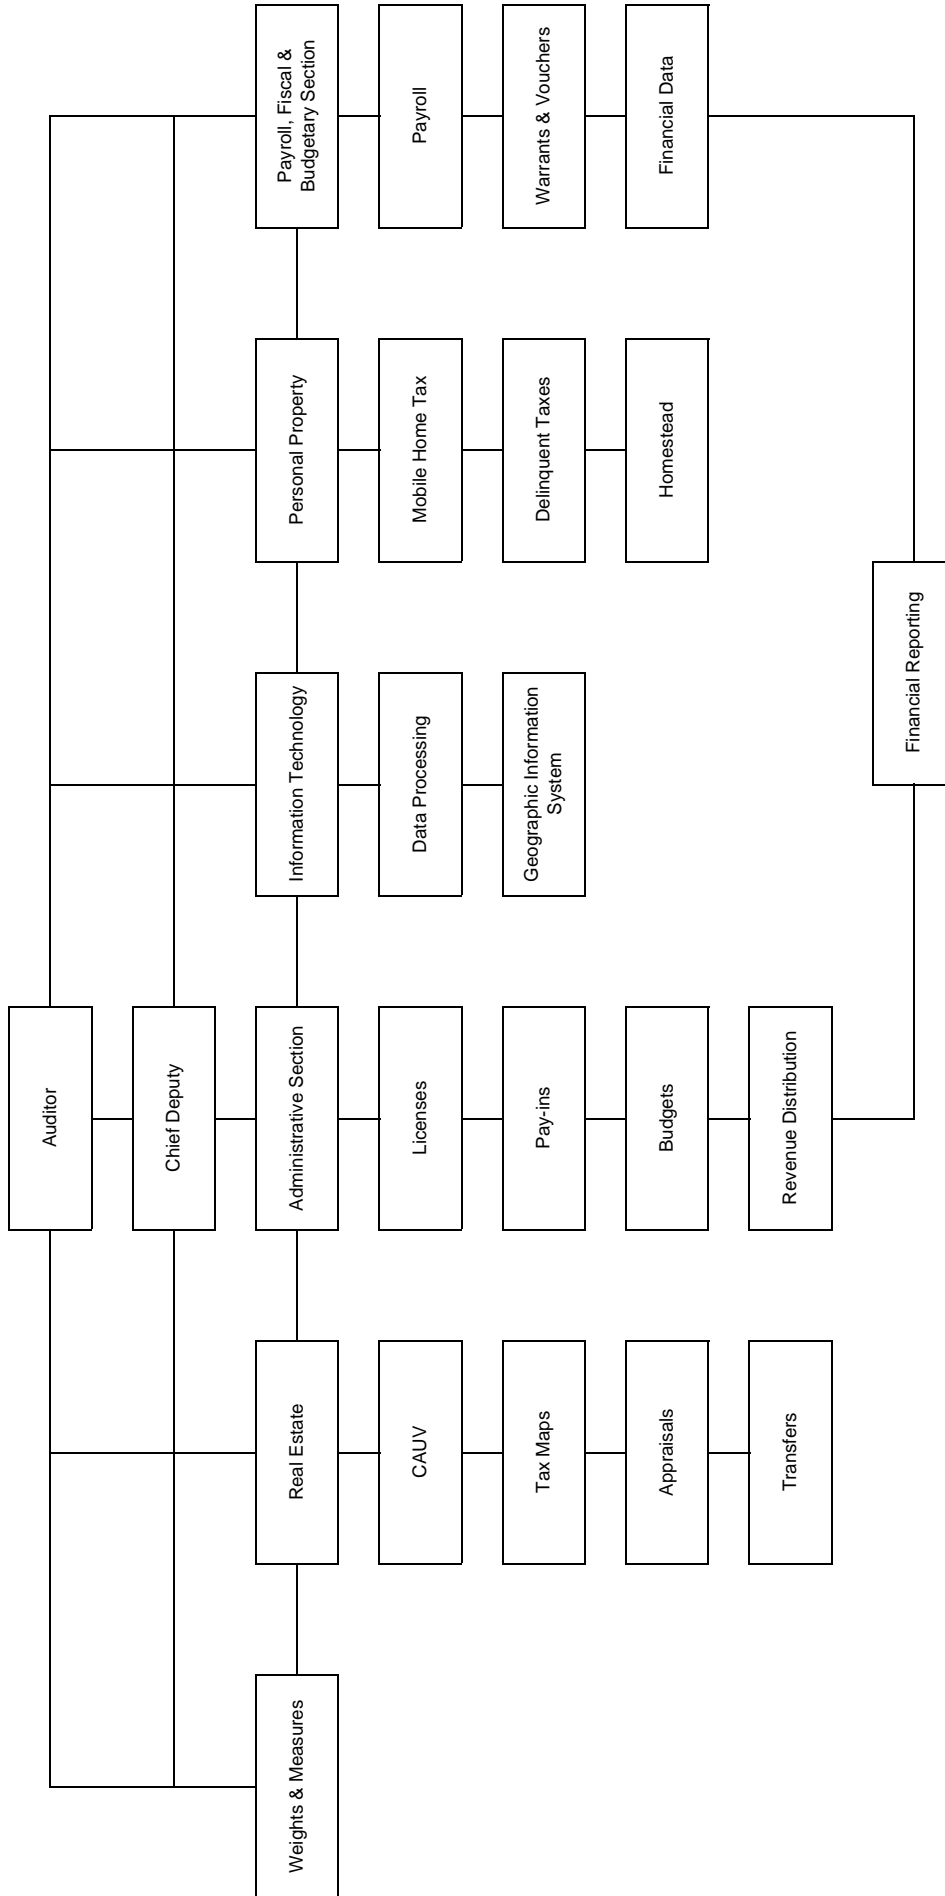 Auditor
Chief Deputy
Weights & Measures
Real Estate
Administrative Section
Information Technology
Personal Property
Payroll, Fiscal &
Budgetary Section
CAUV
Licenses
Data Processing
Mobile Home Tax
Payroll
Tax Maps
Pay-ins
Geographic Information
System
Delinquent Taxes
Warrants & Vouchers
Appraisals
Budgets
Homestead
Financial Data
Transfers
Revenue Distribution
Financial Reporting